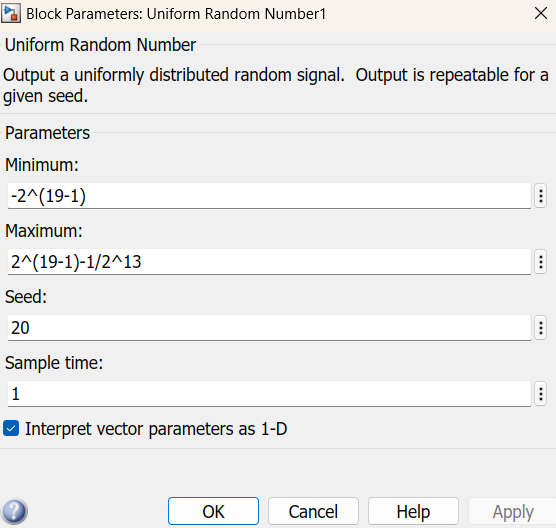 Block Parameters: Uniform Random Number1
Uniform Random Number
Output a uniformly distributed random signal.  Output is repeatable for a
given seed.
Parameters
Minimum:
-2^(19-1)
Maximum:
2^(19-1)-1/2^13
Seed:
20
Sample time:
1
Interpret vector parameters as 1-D
OK Cancel Help Apply